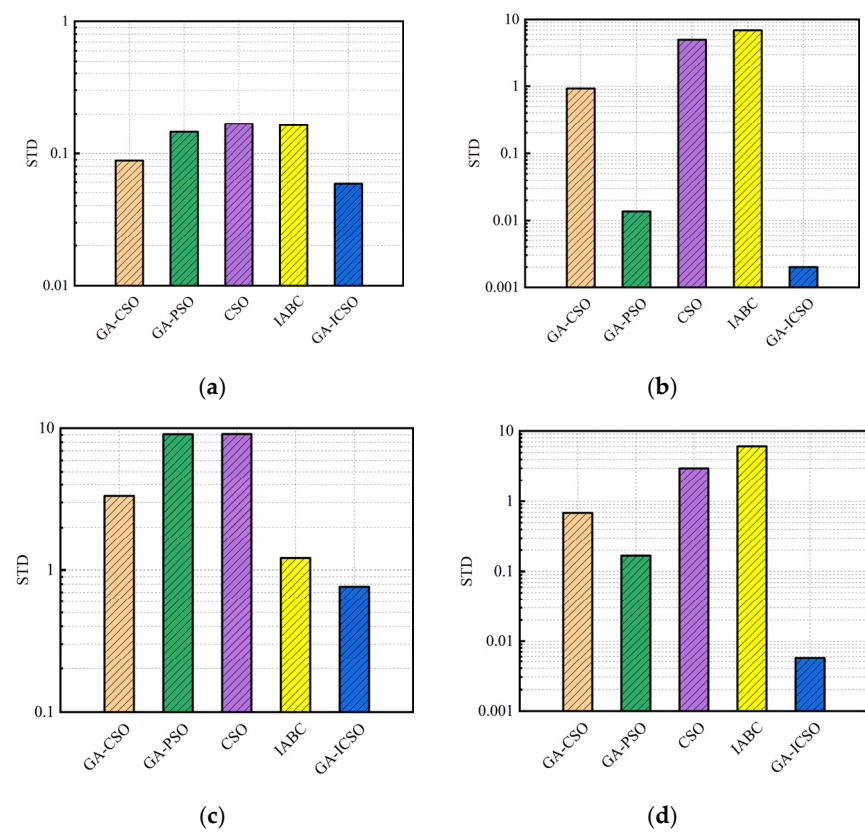 1
0.1
0.01
STD
GA-CSO
GA-PSO
CSO
IABC
GA-ICSO
(a)
10
1
0.1
0.01
0.001
STD
GA-CSO
GA-PSO
CSO
IABC
GA-ICSO
(b)
10
1
0.1
STD
GA-CSO
GA-PSO
CSO
IABC
GA-ICSO
(c)
10
1
0.1
0.01
0.001
STD
GA-CSO
GA-PSO
CSO
IABC
GA-ICSO
(d)